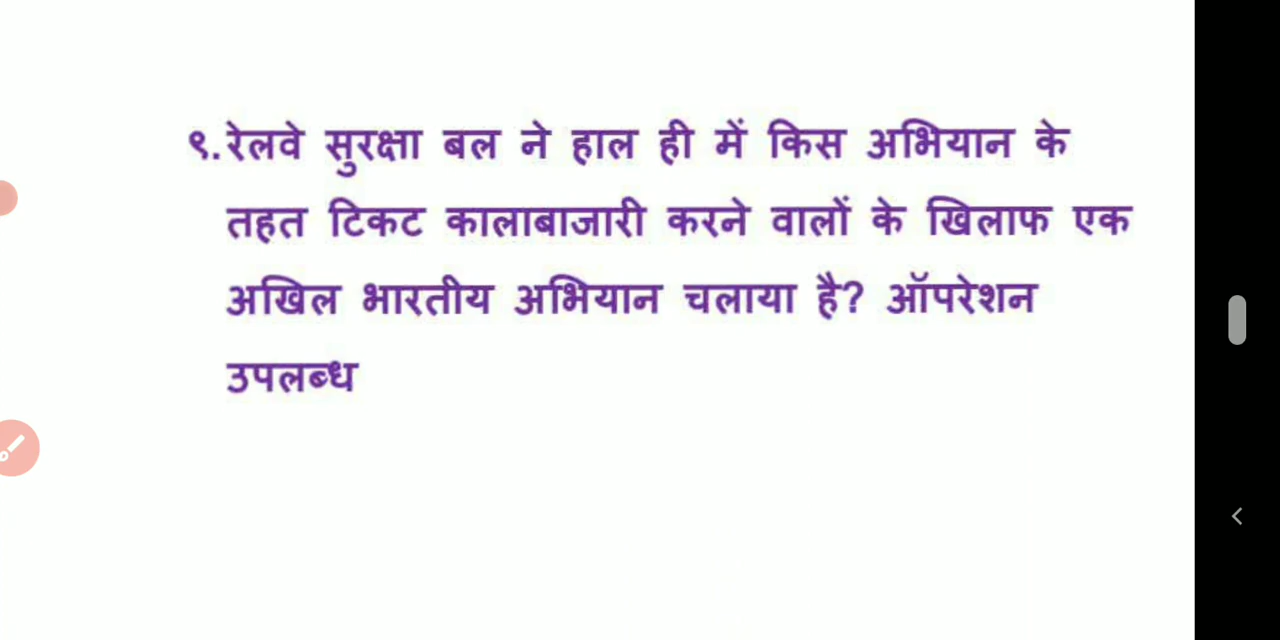 ९.रेलवे सुरक्षा बल ने हाल ही में किस अभियान के
तहत टिकट कालाबाजारी करने वालों के खिलाफ एक
अखिल भारतीय अभियान चलाया है? ऑपरेशन
उपलब्ध